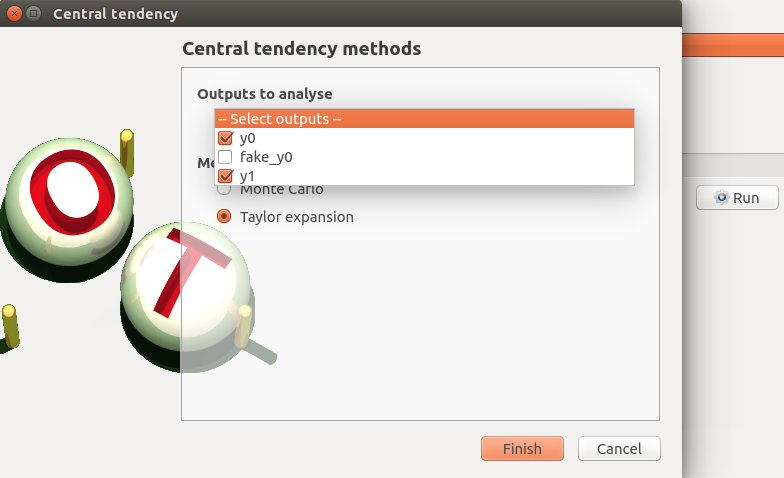 Central tendency
Central tendency methods
Outputs to analyse
-- Select outputs --
y0
fake_y0
y1
Me
Monte Carlo
Taylor expansion
Run
Finish
Cancel
O
T